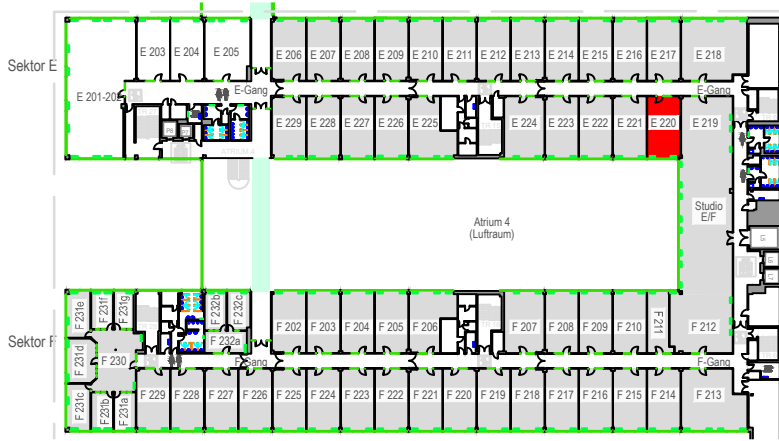 E 203
E 204
E 205
E 206
E 207
E 208
E 209
E 210
E 211
E 212
E 213
E 214
E 215
E 216
E 217
E 218
Sektor E
E 201-20
E-Gang
E-Gang
E 229
E 228
E 227
E 226
E 225
E 224
E 223
E 222
E 221
E 220
E 219
ATRIUM 4
Studio
E/F
Atrium 4
(Luftraum)
F 231e
F 231f
F 231g
F 232b
F 232c
F 202
F 203
F 204
F 205
F 206
F 207
F 208
F 209
F 210
F 211
F 212
Sektor F
F 231d
F 230
F 232a
F-Gang
F-Gang
F 231c
F 231b
F 231a
F 229
F 228
F 227
F 226
F 225
F 224
F 223
F 222
F 221
F 220
F 219
F 218
F 217
F 216
F 215
F 214
F 213